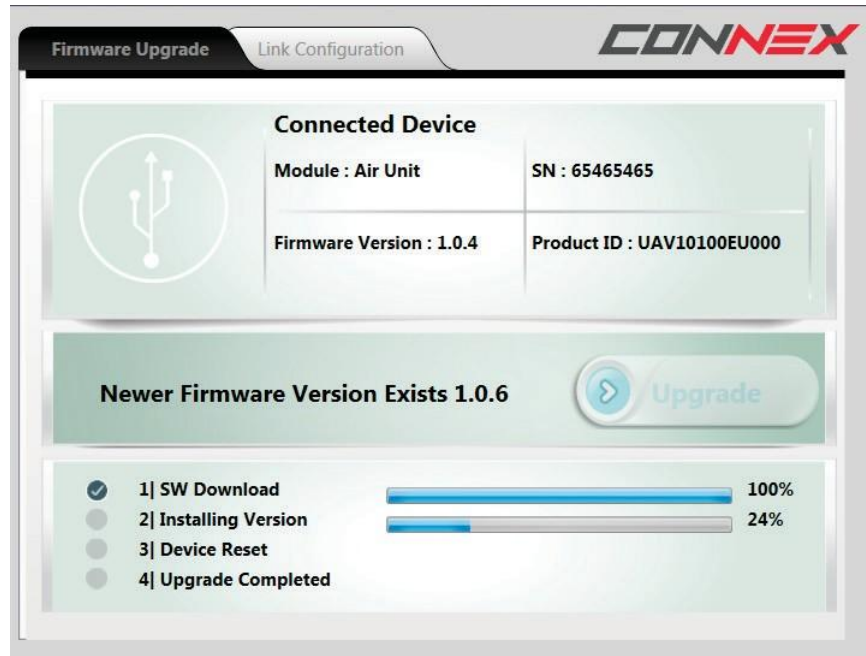 Firmware Upgrade Link Configuration CONNEX
Connected Device
Module : Air Unit SN : 65465465
Firmware Version : 1.0.4 Product ID : UAV10100EU000
Newer Firmware Version Exists 1.0.6 Upgrade
1| SW Download 100%
2| Installing Version 24%
3| Device Reset
4| Upgrade Completed